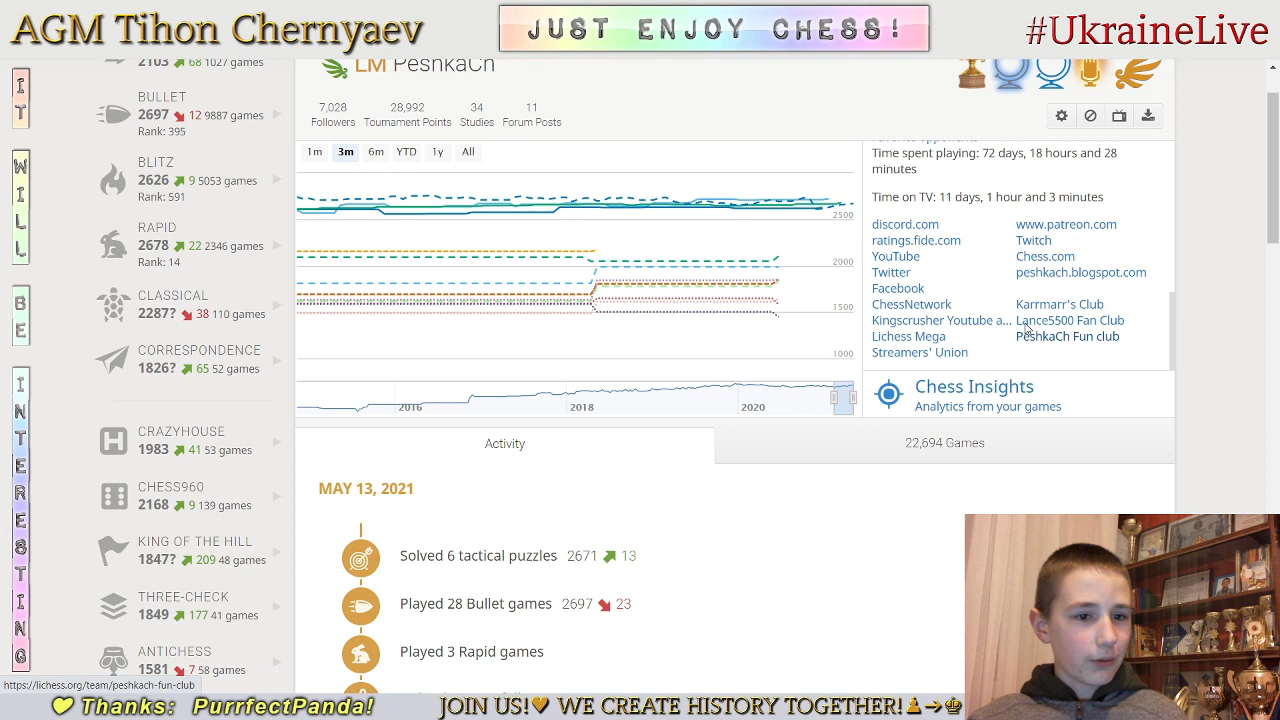 AGM Tihon Chernyaev
JUST ENJOY CHESS!
#UkraineLive
IT
WILL
BE
INTERESTING
2103 68 1027 games
BULLET
2697 12 9887 games
Rank: 395
BLITZ
2626 9 5053 games
Rank: 591
RAPID
2678 22 2346 games
Rank: 14
CLASSICAL
2287? 38 110 games
CORRESPONDENCE
1826? 65 52 games
CRAZYHOUSE
1983 41 53 games
CHESS960
2168 9 139 games
KING OF THE HILL
1847? 209 48 games
THREE-CHECK
1849 177 41 games
ANTICHESS
1581 7 58 games
https://lichess.org/team/peshkach-fun-club
LM PeshkaCh
7,028 28,992 34 11
Followers Tournament Points Studies Forum Posts
1m 3m 6m YTD 1y All
2500
2000
1500
1000
2016 2018 2020
Favorite opponents
Time spent playing: 72 days, 18 hours and 28
minutes
Time on TV: 11 days, 1 hour and 3 minutes
discord.com www.patreon.com
ratings.fide.com Twitch
YouTube Chess.com
Twitter peshkach.blogspot.com
Facebook
ChessNetwork Karrmarr's Club
Kingscrusher Youtube a... Lance5500 Fan Club
Lichess Mega PeshkaCh Fun club
Streamers' Union
Chess Insights
Analytics from your games
Activity 22,694 Games
MAY 13, 2021
Solved 6 tactical puzzles 2671 13
Played 28 Bullet games 2697 23
Played 3 Rapid games
Thanks: PurrfectPanda!
JOIN US! WE CREATE HISTORY TOGETHER!